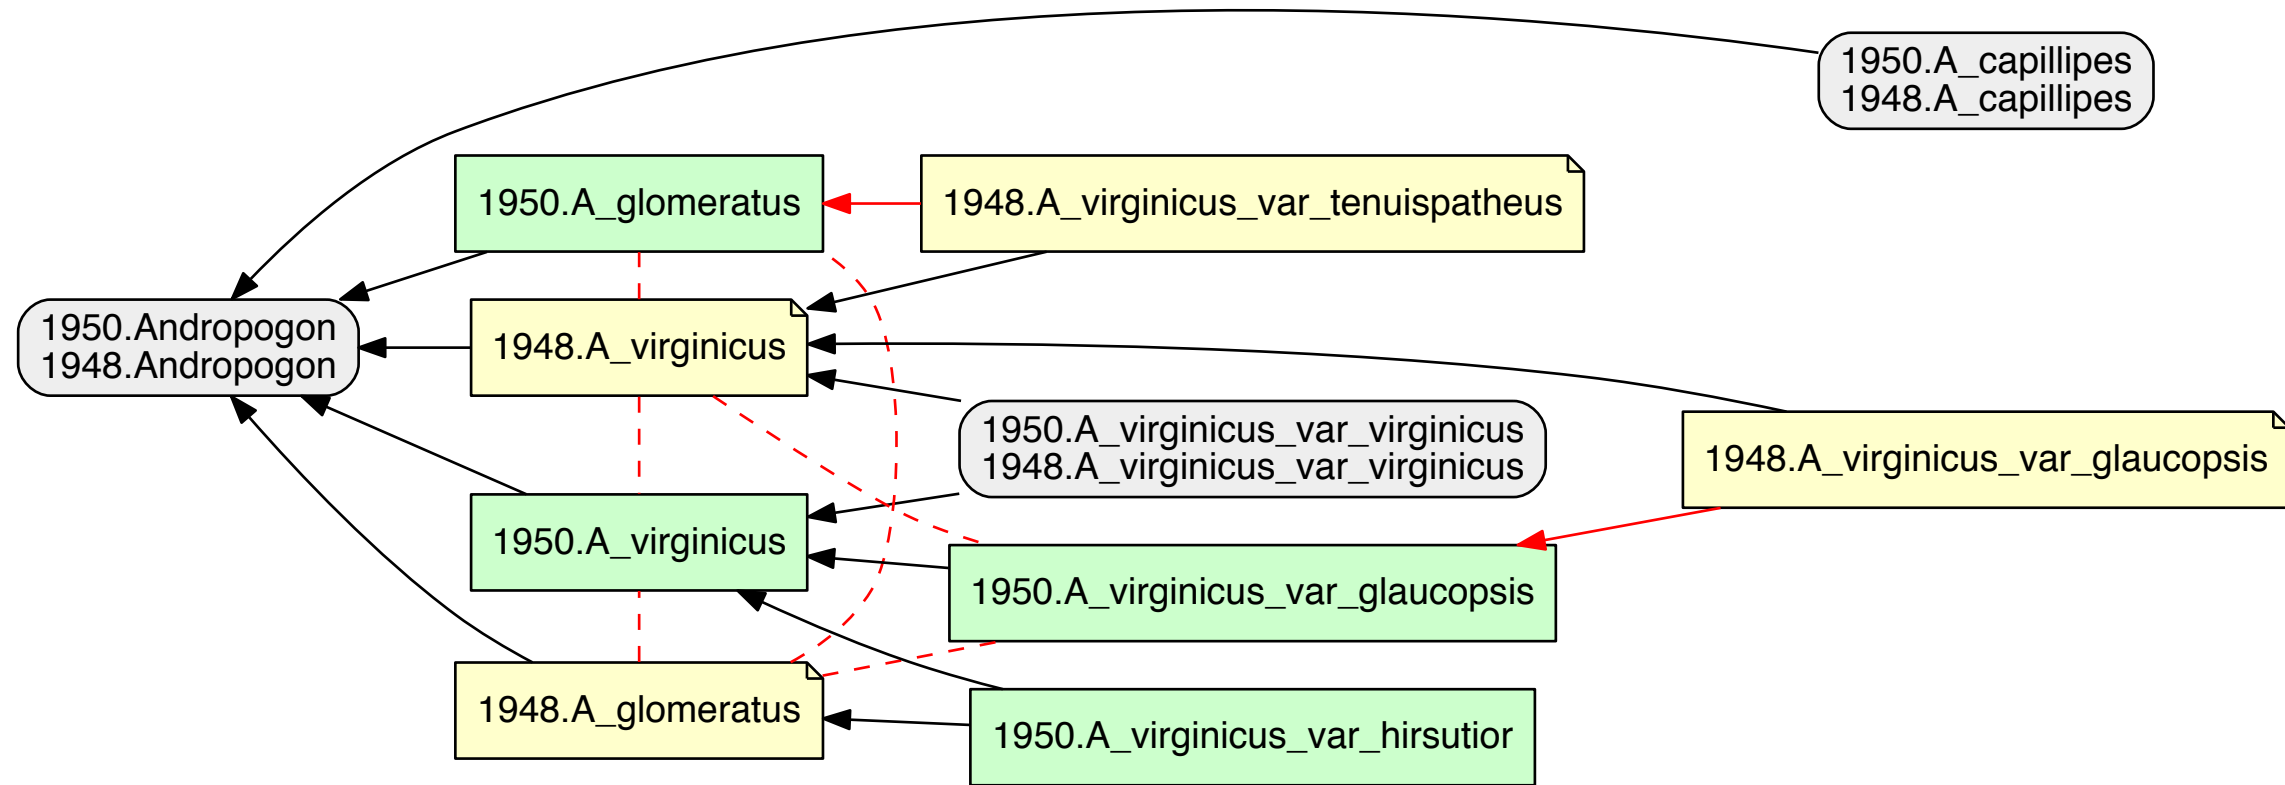 1950.A_capillipes
1948.A_capillipes
1950.A_glomeratus
1948.A_virginicus_var_tenuispatheus
1950.Andropogon
1948.Andropogon
1948.A_virginicus
1950.A_virginicus_var_virginicus
1948.A_virginicus_var_virginicus
1948.A_virginicus_var_glaucopsis
1950.A_virginicus
1950.A_virginicus_var_glaucopsis
1948.A_glomeratus
1950.A_virginicus_var_hirsutior